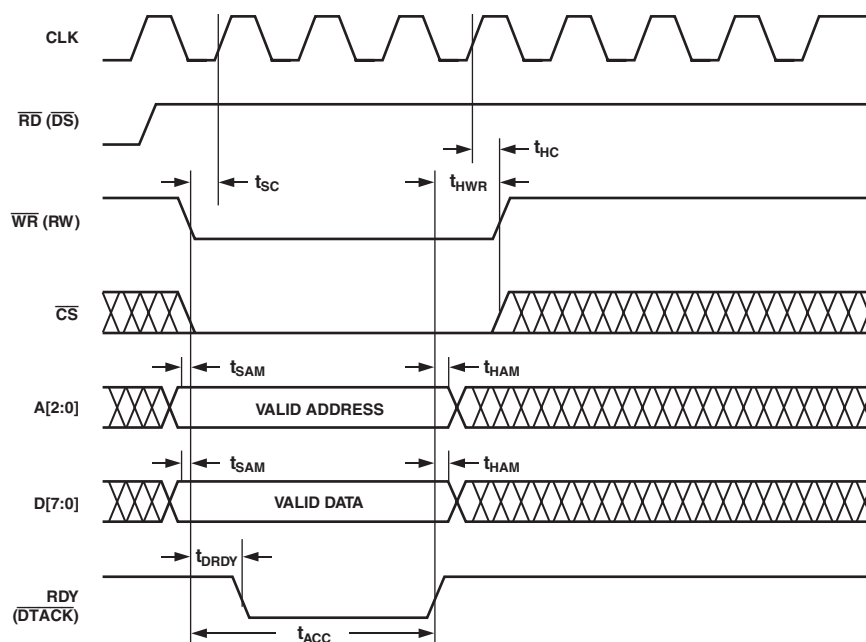 CLK
RD (DS)
tHC
tSC
tHWR
WR (RW)
CS
tSAM
tHAM
A[2:0]
VALID ADDRESS
tSAM
tHAM
D[7:0]
VALID DATA
tDRDY
RDY
(DTACK)
tACC